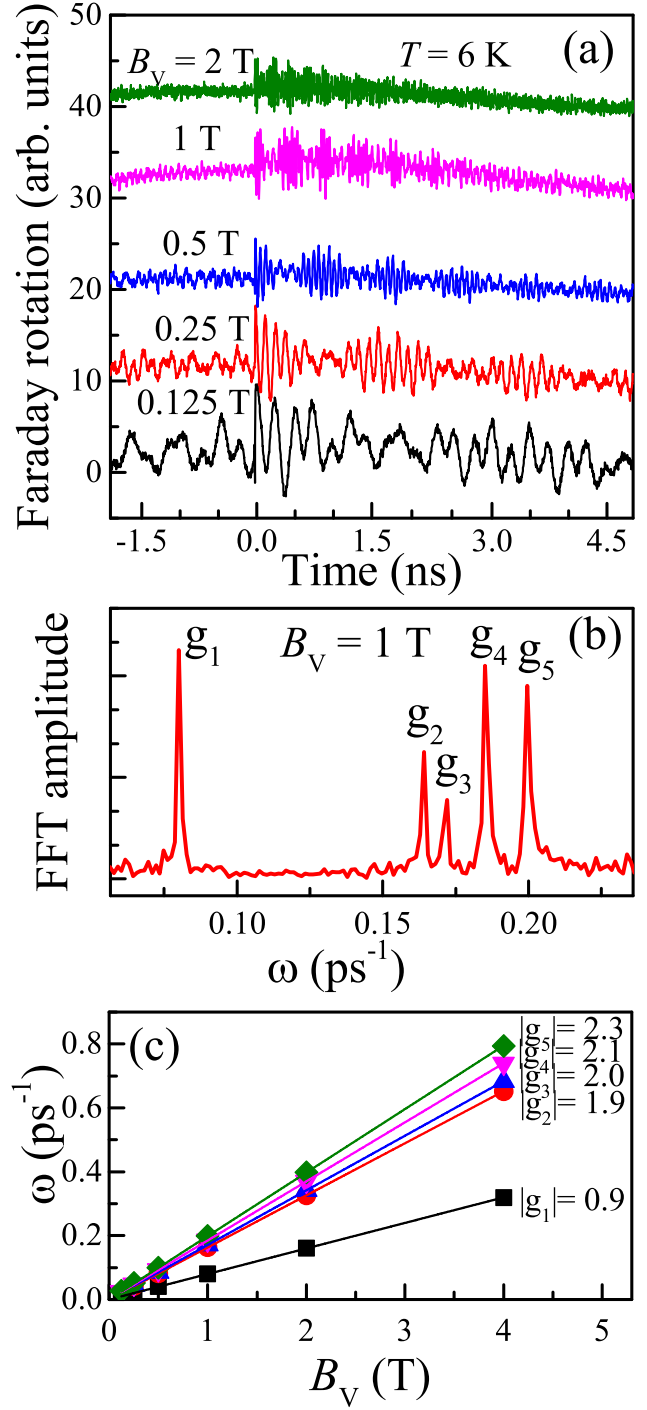 (a)
B_V = 2 T
T = 6 K
1 T
0.5 T
0.25 T
0.125 T
50
40
30
20
10
0
Faraday rotation (arb. units)
-1.5 0.0 1.5 3.0 4.5
Time (ns)
(b)
B_V = 1 T
g₁
g₂
g₃
g₄
g₅
FFT amplitude
0.10 0.15 0.20
ω (ps⁻¹)
(c)
|g₅|= 2.3
|g₄|= 2.1
|g₃|= 2.0
|g₂|= 1.9
|g₁|= 0.9
0.8
0.6
0.4
0.2
0.0
ω (ps⁻¹)
0 1 2 3 4 5
B_V (T)